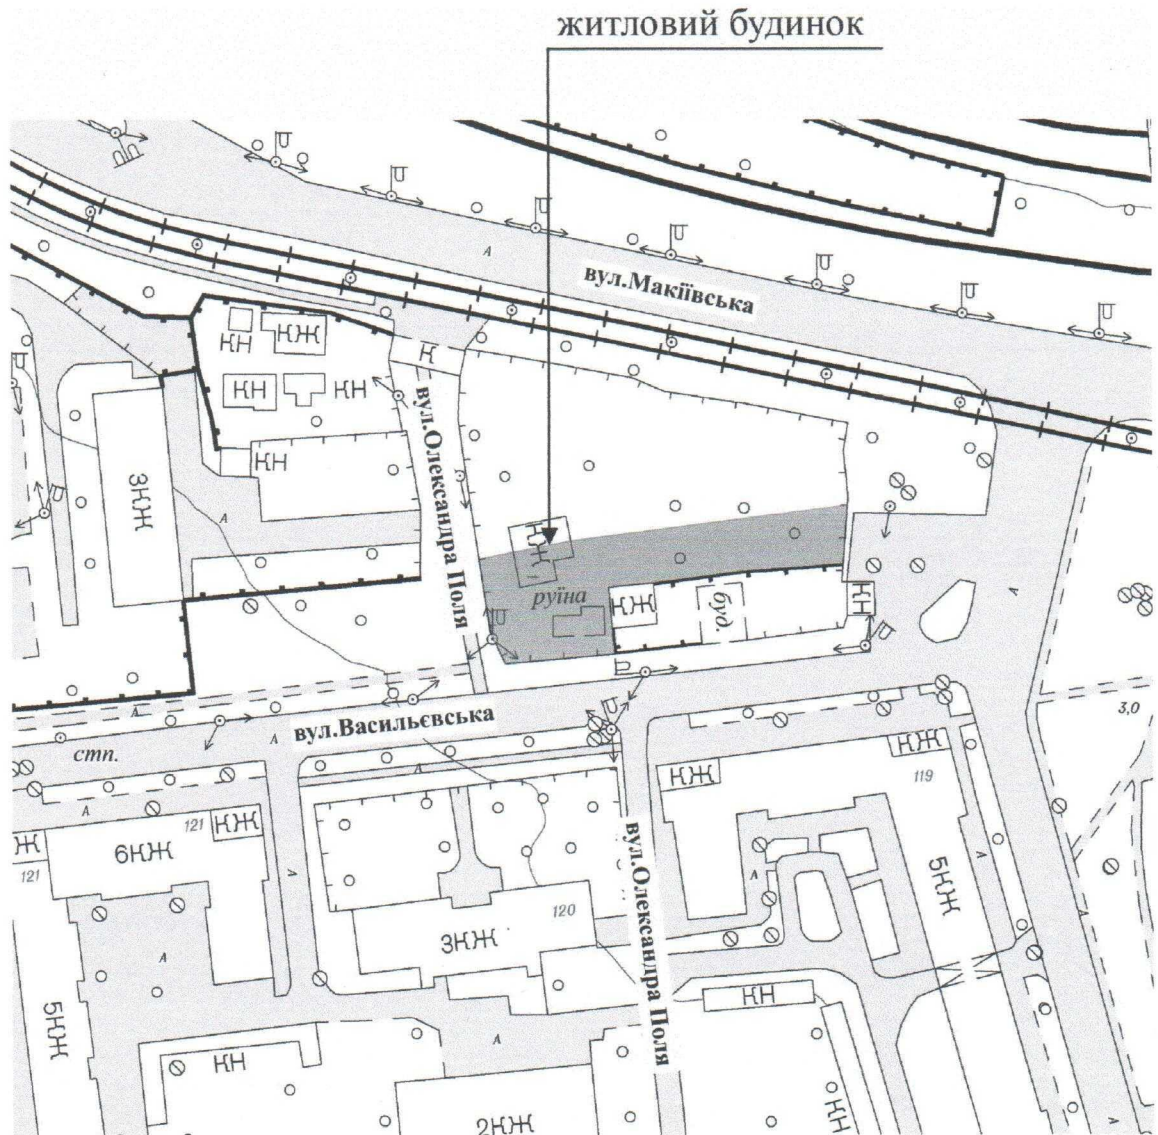 житловий будинок
вул.Макіївська
А
КН
КЖ
Н
КН
КН
КН
3КЖ
А
вул.Олександра Поля
КЖ
руїна
КЖ
буд.
КН
А
А
вул.Васильєвська
стп.
А
А
3,0
КЖ
КЖ
119
А
121
КЖ
6КЖ
Ж
121
А
5КЖ
вул.Олександра Поля
120
3КЖ
А
А
А
А
А
КН
5КЖ
КН
А
2КЖ
КН
А